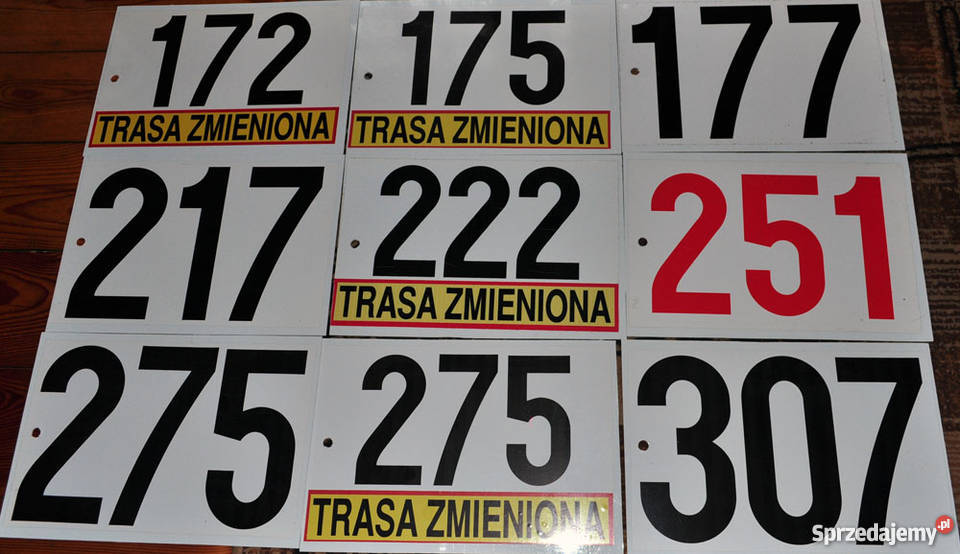 172
TRASA ZMIENIONA
175
TRASA ZMIENIONA
177
217
222
TRASA ZMIENIONA
251
275
275
TRASA ZMIENIONA
307
Sprzedajemy.pl